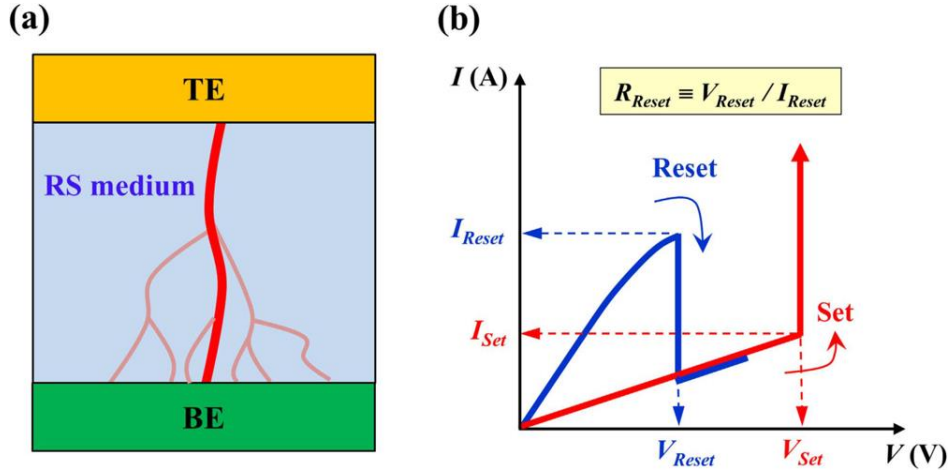 (a)
TE
RS medium
BE
(b)
I (A)
R_Reset ≡ V_Reset / I_Reset
Reset
I_Reset
I_Set
Set
V_Reset
V_Set
V (V)